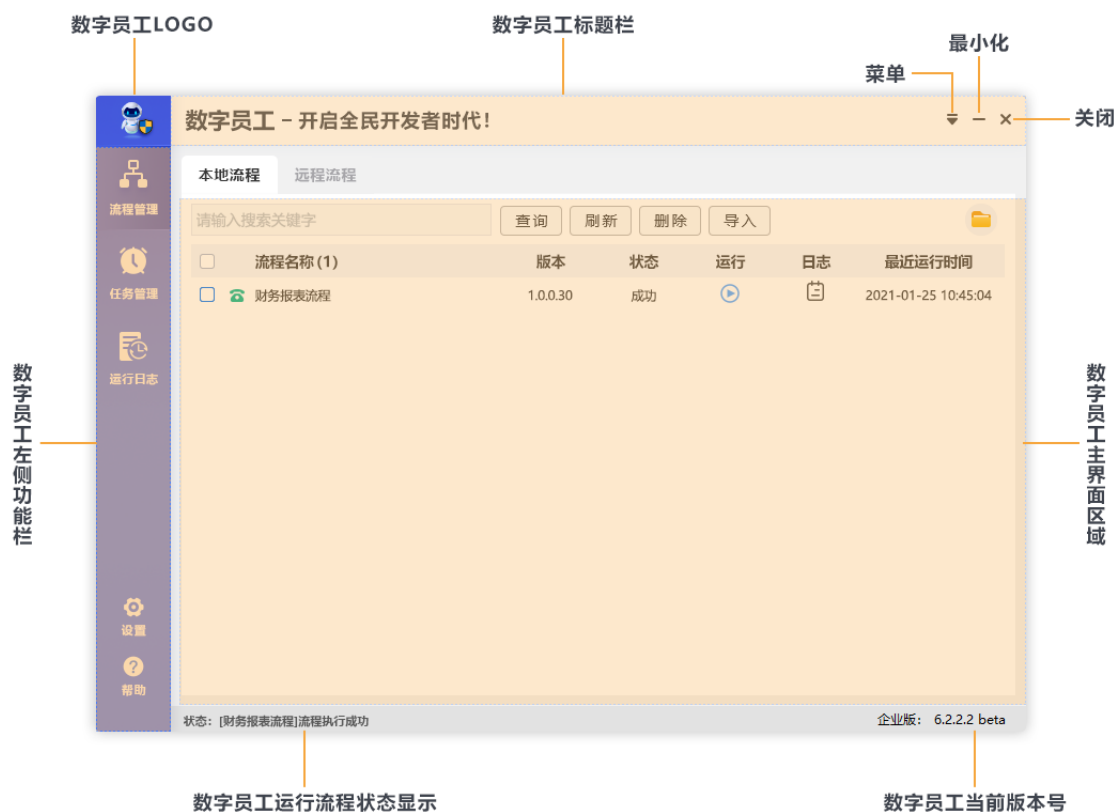 数字员工LOGO
数字员工标题栏
最小化
菜单
关闭
数字员工 - 开启全民开发者时代!
流程管理
任务管理
运行日志
设置
帮助
本地流程 远程流程
请输入搜索关键字 查询 刷新 删除 导入
流程名称(1) 版本 状态 运行 日志 最近运行时间
财务报表流程 1.0.0.30 成功 2021-01-25 10:45:04
数字员工左侧功能栏
数字员工主界面区域
状态: [财务报表流程]流程执行成功 企业版: 6.2.2.2 beta
数字员工运行流程状态显示
数字员工当前版本号